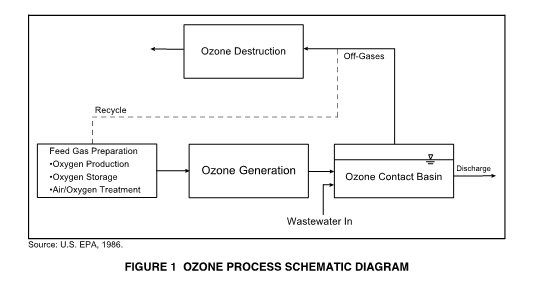 Ozone Destruction
Off-Gases
Recycle
Feed Gas Preparation
•Oxygen Production
•Oxygen Storage
•Air/Oxygen Treatment
Ozone Generation
Ozone Contact Basin
Discharge
Wastewater In
Source: U.S. EPA, 1986.
FIGURE 1 OZONE PROCESS SCHEMATIC DIAGRAM